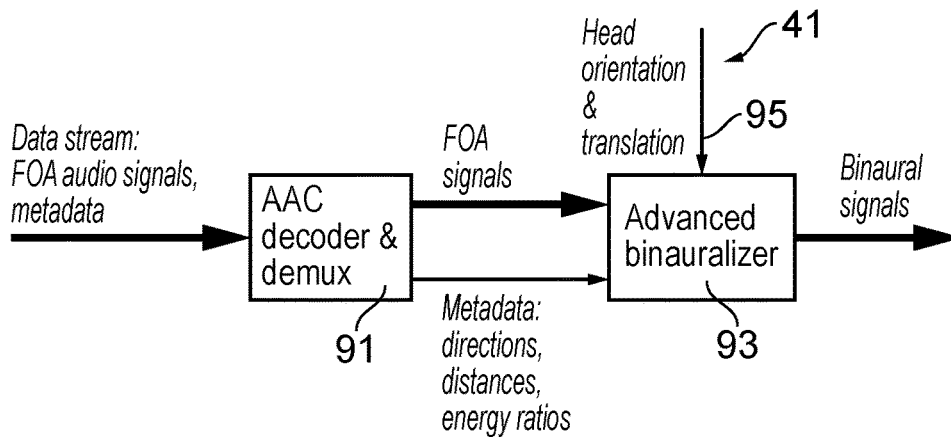 Data stream:
FOA audio signals,
metadata
AAC
decoder &
demux
91
FOA
signals
Metadata:
directions,
distances,
energy ratios
Head
orientation
&
translation
41
95
Advanced
binauralizer
93
Binaural
signals